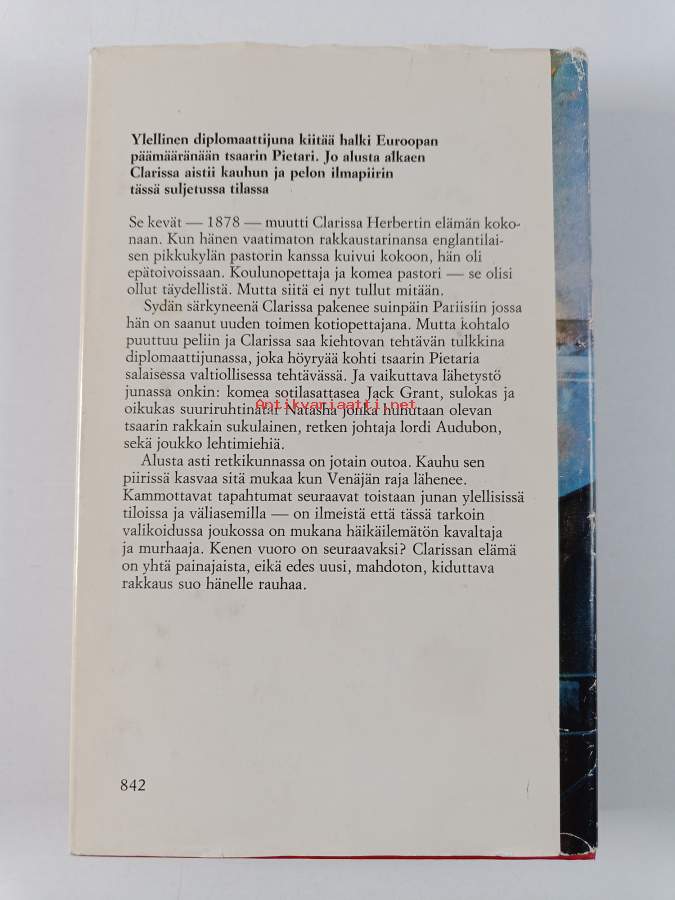 Ylellinen diplomaattijuna kiitää halki Euroopan
päämääränään tsaarin Pietari. Jo alusta alkaen
Clarissa aistii kauhun ja pelon ilmapiirin
tässä suljetussa tilassa
Se kevät — 1878 — muutti Clarissa Herbertin elämän koko-
naan. Kun hänen vaatimaton rakkaustarinansa englantilai-
sen pikkukylän pastorin kanssa kuivui kokoon, hän oli
epätoivoissaan. Koulunopettaja ja komea pastori — se olisi
ollut täydellistä. Mutta siitä ei nyt tullut mitään.
Sydän särkyneenä Clarissa pakenee suinpäin Pariisiin jossa
hän on saanut uuden toimen kotiopettajana. Mutta kohtalo
puuttuu peliin ja Clarissa saa kiehtovan tehtävän tulkkina
diplomaattijunassa, joka höyryää kohti tsaarin Pietaria
salaisessa valtiollisessa tehtävässä. Ja vaikuttava lähetystö
junassa onkin: komea sotilasattasea Jack Grant, sulokas ja
oikukas suuriruhtinatar Natasha jonka huhutaan olevan
Antikvariaatti.net
tsaarin rakkain sukulainen, retken johtaja lordi Audubon,
sekä joukko lehtimiehiä.
Alusta asti retkikunnassa on jotain outoa. Kauhu sen
piirissä kasvaa sitä mukaa kun Venäjän raja lähenee.
Kammottavat tapahtumat seuraavat toistaan junan ylellisissä
tiloissa ja väliasemilla — on ilmeistä että tässä tarkoin
valikoidussa joukossa on mukana häikäilemätön kavaltaja
ja murhaaja. Kenen vuoro on seuraavaksi? Clarissan elämä
on yhtä painajaista, eikä edes uusi, mahdoton, kiduttava
rakkaus suo hänelle rauhaa.
842